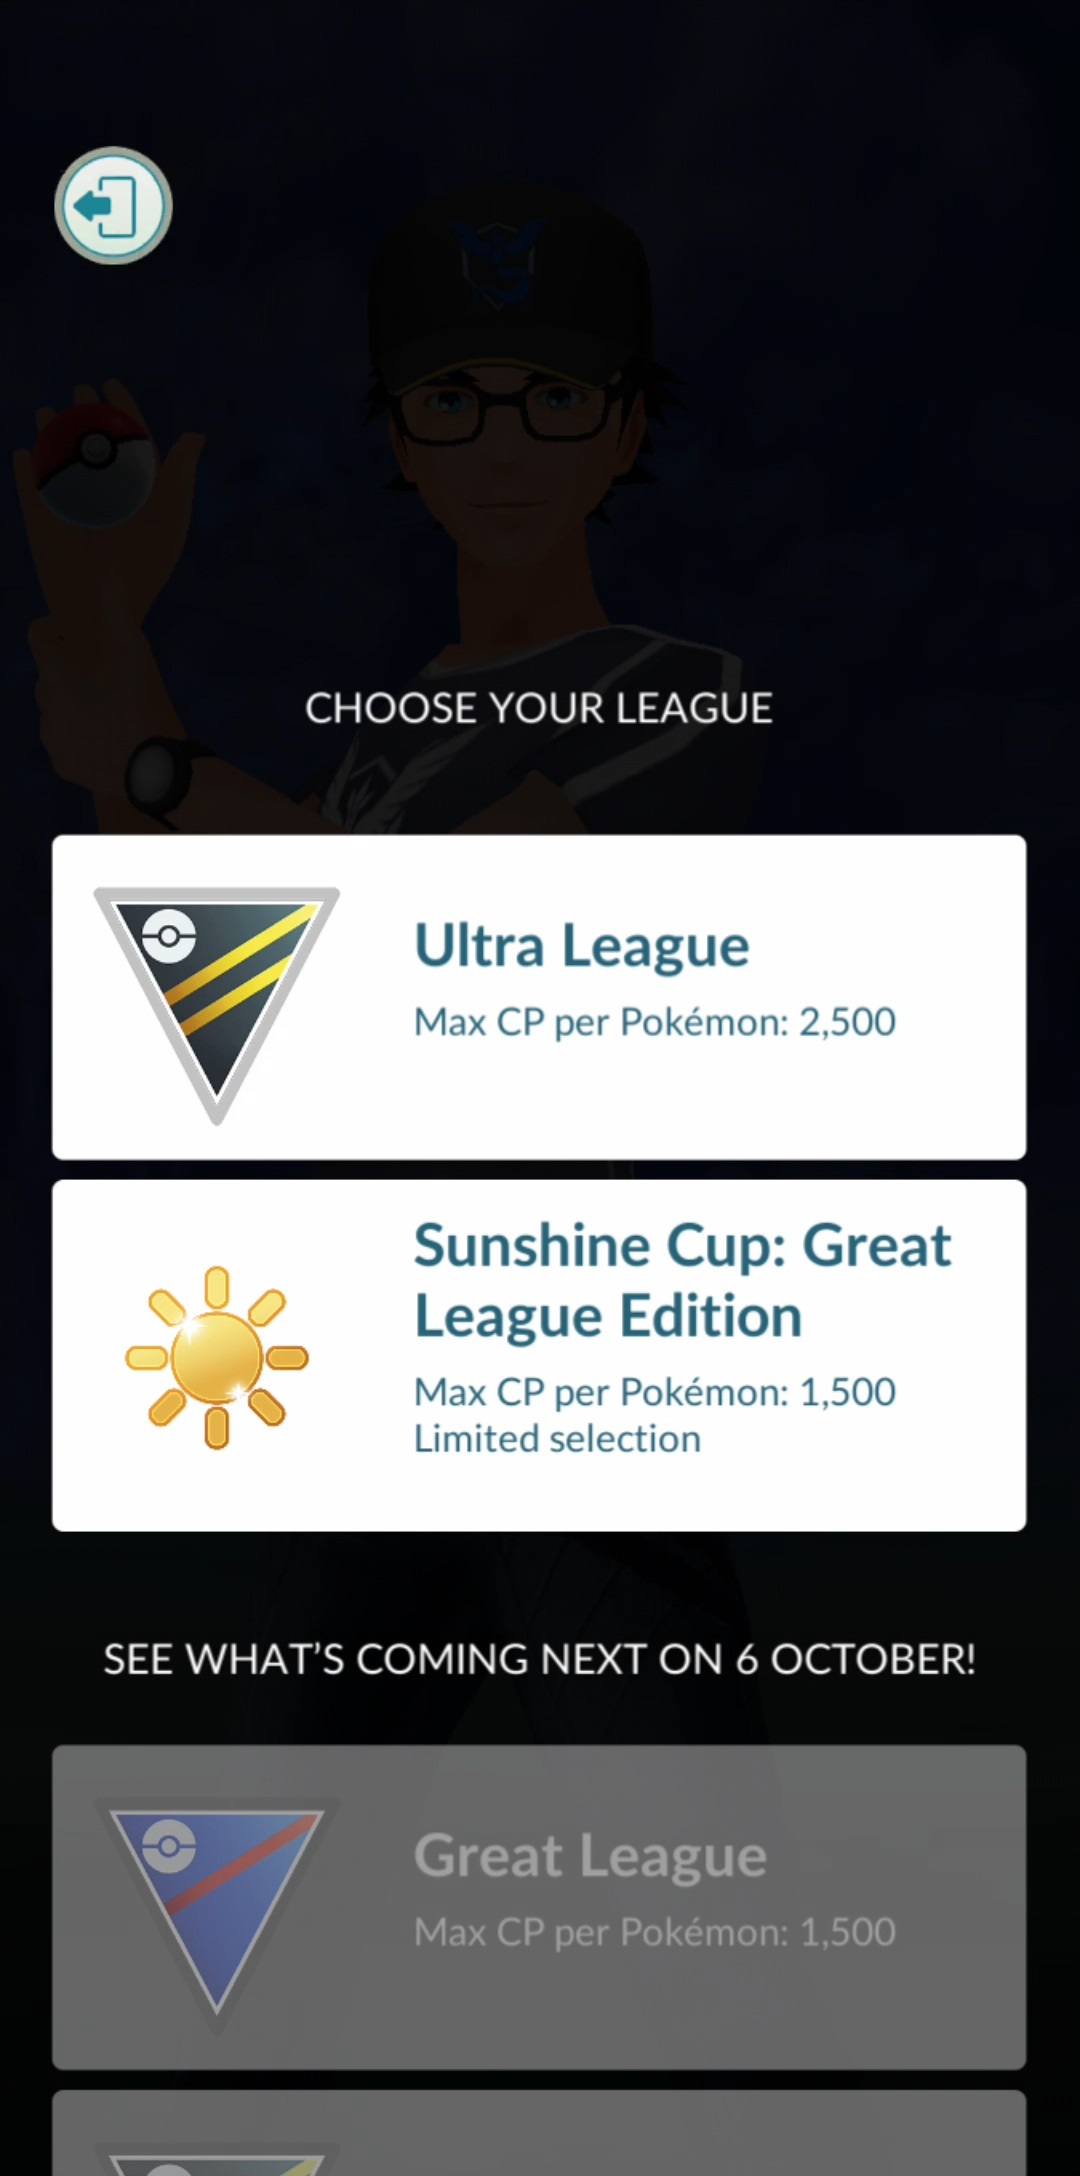 CHOOSE YOUR LEAGUE
Ultra League
Max CP per Pokémon: 2,500
Sunshine Cup: Great
League Edition
Max CP per Pokémon: 1,500
Limited selection
SEE WHAT’S COMING NEXT ON 6 OCTOBER!
Great League
Max CP per Pokémon: 1,500